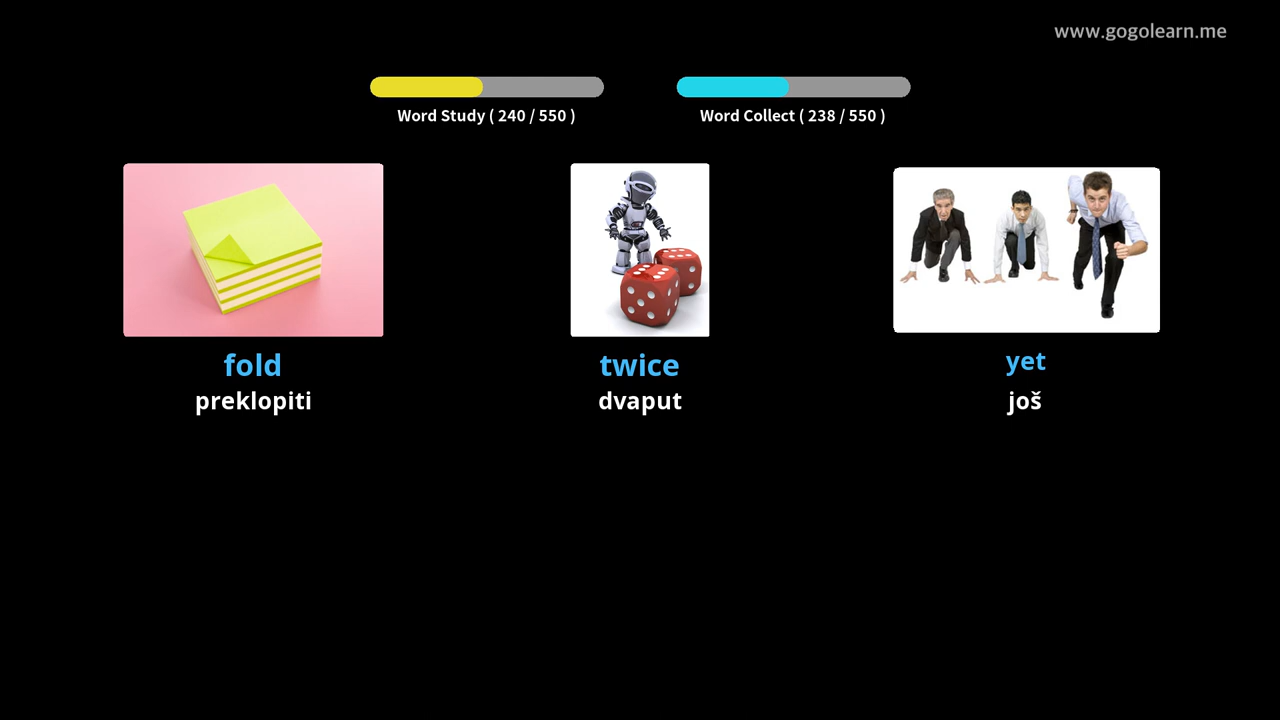 www.gogolearn.me
Word Study ( 240 / 550 )
Word Collect ( 238 / 550 )
fold
preklopiti
twice
dvaput
yet
još